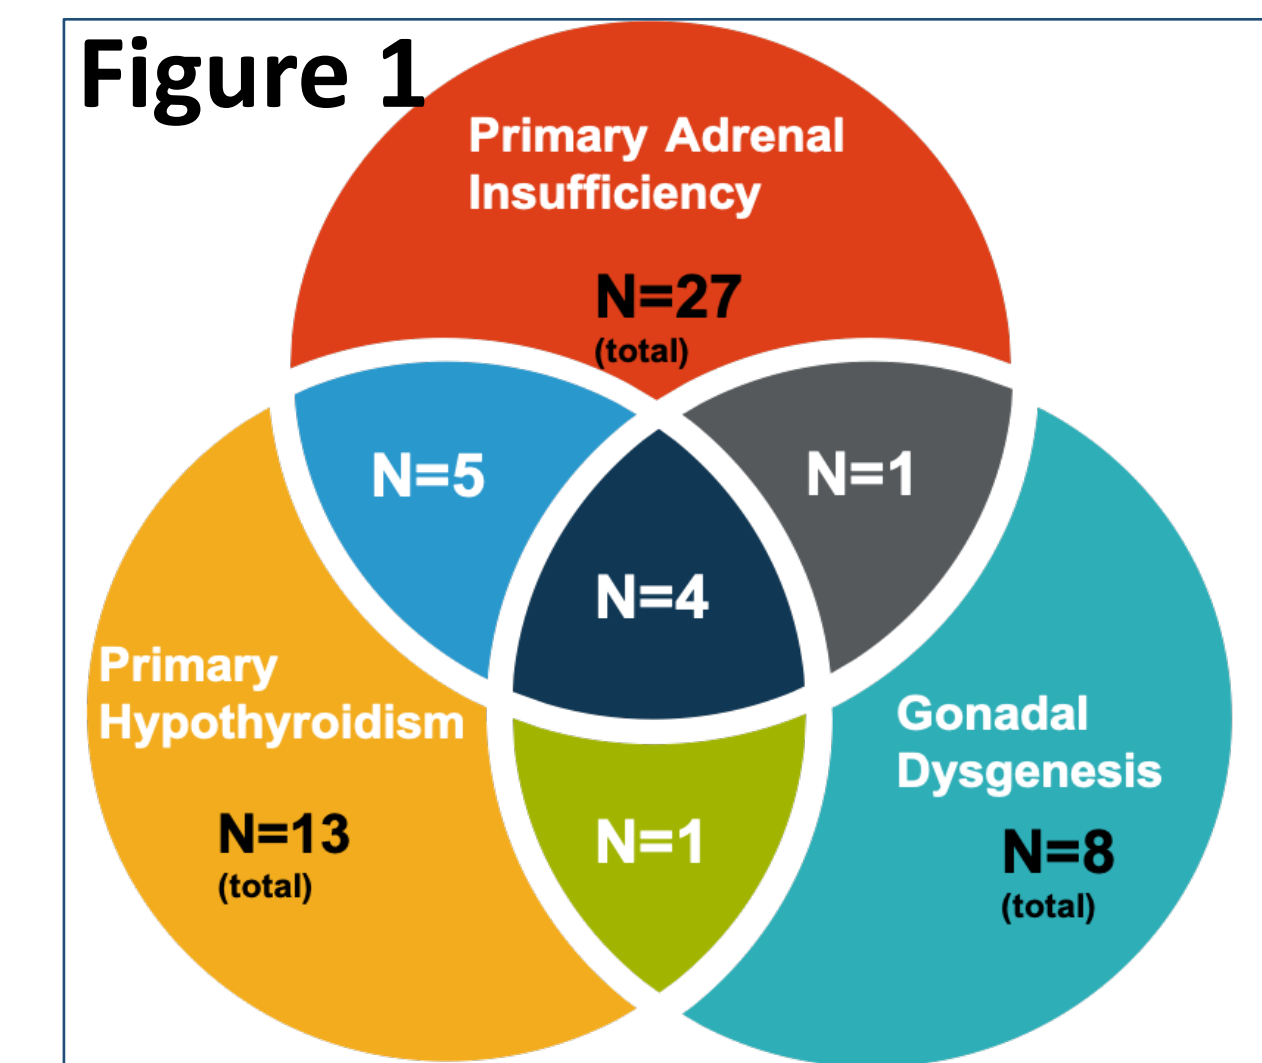 Figure 1
Primary Adrenal
Insufficiency
N=27
(total)
N=5
N=1
N=4
Primary
Hypothyroidism
N=13
(total)
Gonadal
Dysgenesis
N=8
(total)
N=1